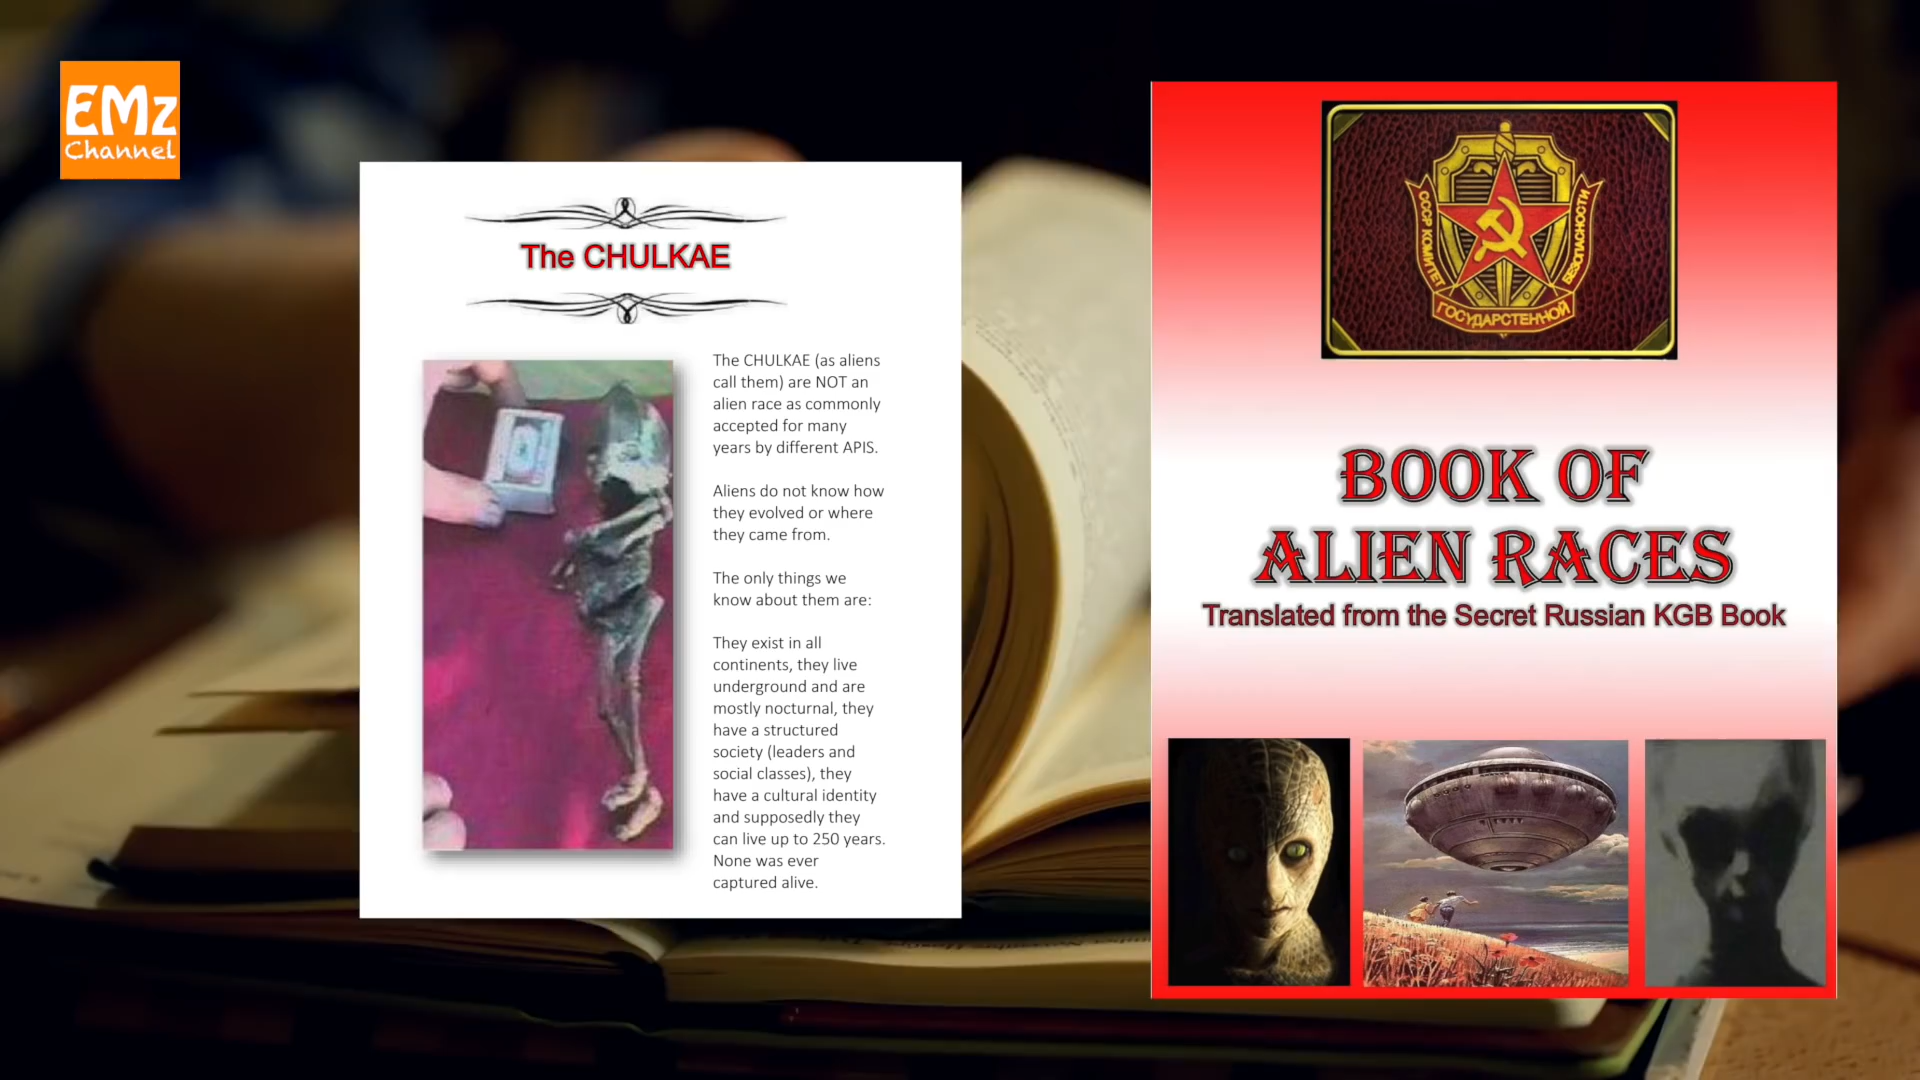 EMz
Channel
The CHULKAE
The CHULKAE (as aliens
call them) are NOT an
alien race as commonly
accepted for many
years by different APIS.
Aliens do not know how
they evolved or where
they came from.
The only things we
know about them are:
They exist in all
continents, they live
underground and are
mostly nocturnal, they
have a structured
society (leaders and
social classes), they
have a cultural identity
and supposedly they
can live up to 250 years.
None was ever
captured alive.
СССР КОМИТЕТ
ГОСУДАРСТЕННОЙ
БЕЗОПАСНОСТИ
BOOK OF
ALIEN RACES
Translated from the Secret Russian KGB Book